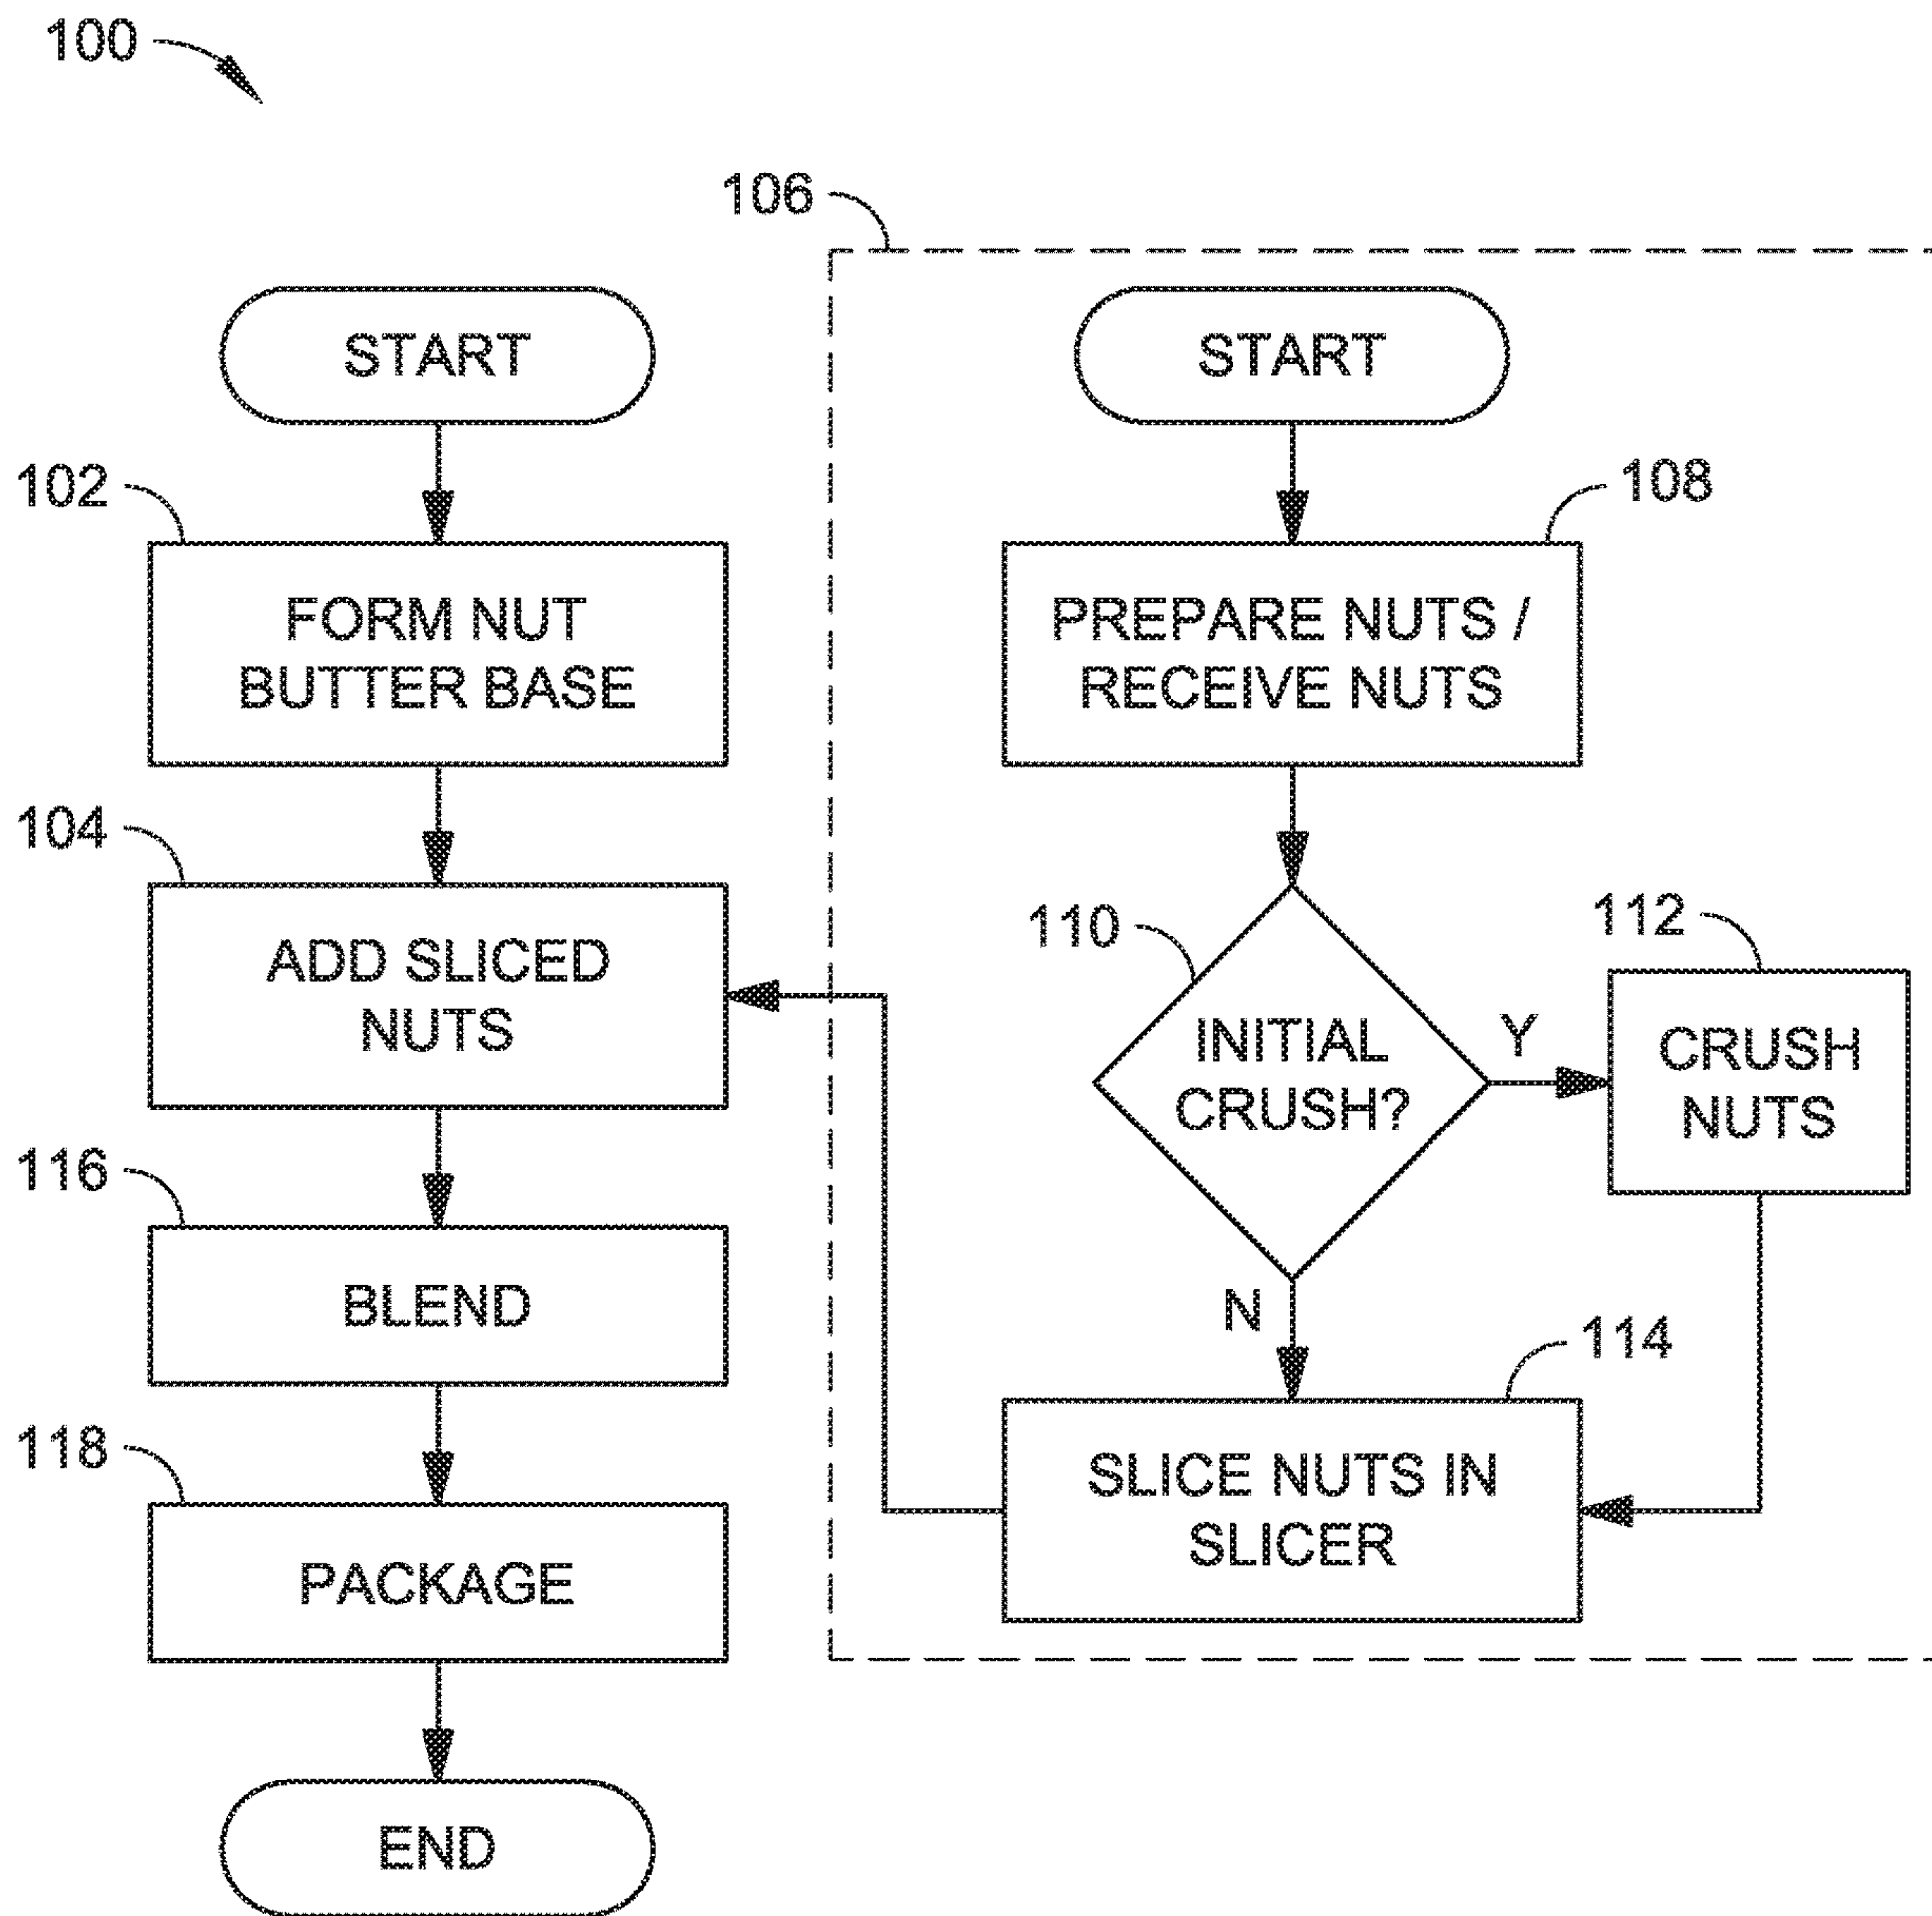 100
106
START
102
FORM NUT
BUTTER BASE
104
ADD SLICED
NUTS
116
BLEND
118
PACKAGE
END
START
108
PREPARE NUTS /
RECEIVE NUTS
110
INITIAL
CRUSH?
Y
112
CRUSH
NUTS
N
114
SLICE NUTS IN
SLICER